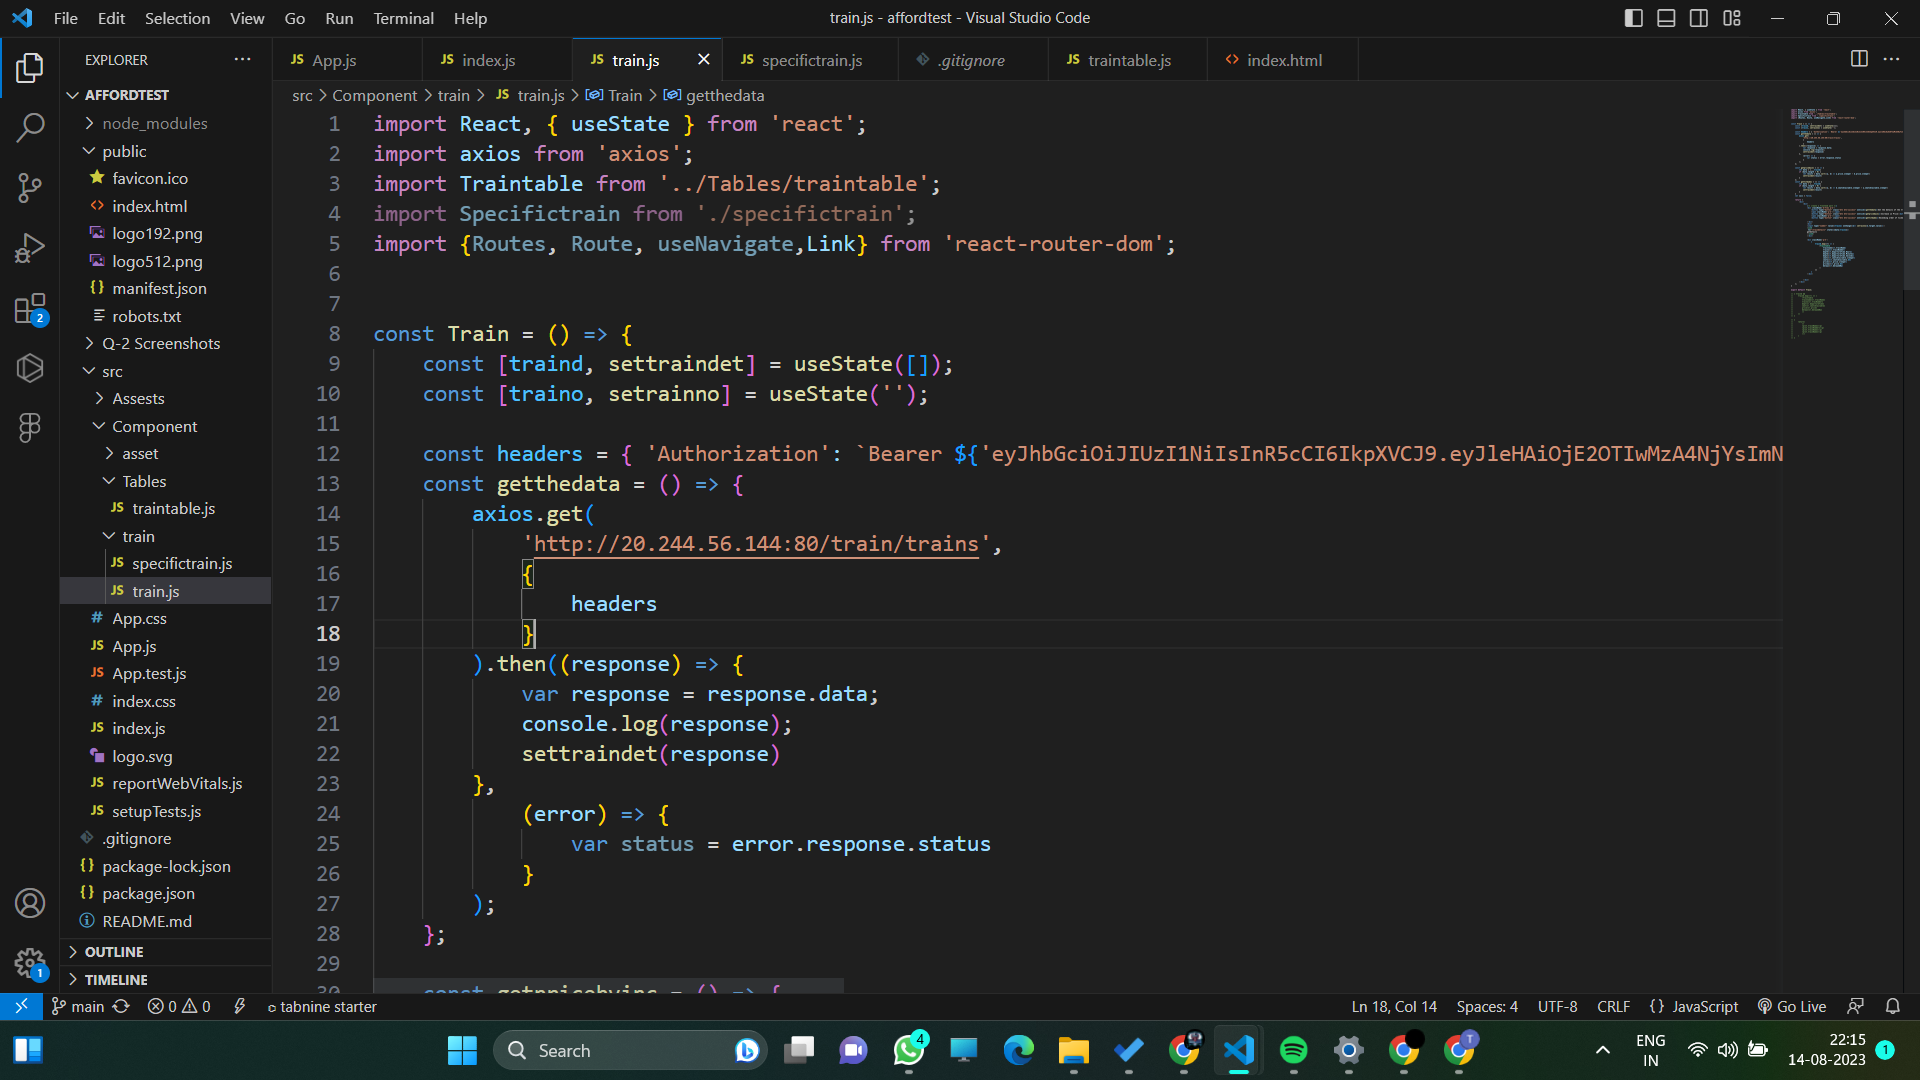 File Edit Selection View Go Run Terminal Help
train.js - affordtest - Visual Studio Code
EXPLORER
App.js
index.js
train.js
specifictrain.js
.gitignore
traintable.js
index.html
src > Component > train > JS train.js > Train > getthedata
AFFORDTEST
node_modules
public
favicon.ico
index.html
logo192.png
logo512.png
manifest.json
robots.txt
Q-2 Screenshots
src
Assests
Component
asset
Tables
traintable.js
train
specifictrain.js
train.js
App.css
App.js
App.test.js
index.css
index.js
logo.svg
reportWebVitals.js
setupTests.js
.gitignore
package-lock.json
package.json
README.md
OUTLINE
TIMELINE
1 import React, { useState } from 'react';
2 import axios from 'axios';
3 import Traintable from '../Tables/traintable';
4 import Specifictrain from './specifictrain';
5 import {Routes, Route, useNavigate,Link} from 'react-router-dom';
6
7
8 const Train = () => {
9 const [traind, settraindet] = useState([]);
10 const [traino, setrainno] = useState('');
11
12 const headers = { 'Authorization': `Bearer ${'eyJhbGciOiJIUzI1NiIsInR5cCI6IkpXVCJ9.eyJleHAiOjE2OTIwMzA4NjYsImN
13 const getthedata = () => {
14 axios.get(
15 'http://20.244.56.144:80/train/trains',
16 {
17 headers
18 }
19 ).then((response) => {
20 var response = response.data;
21 console.log(response);
22 settraindet(response)
23 },
24 (error) => {
25 var status = error.response.status
26 }
27 );
28 };
29
30 const getpricebyinc = () => {
main 0 0 tabnine starter
Ln 18, Col 14 Spaces: 4 UTF-8 CRLF {} JavaScript Go Live
Search
4
ENG
IN
22:15
14-08-2023
1
2
1